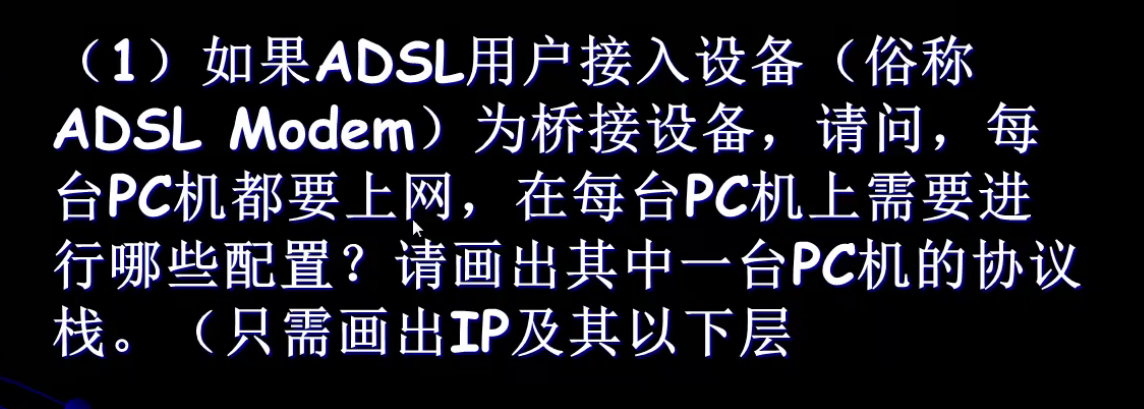 （1）如果ADSL用户接入设备（俗称
ADSL Modem）为桥接设备，请问，每
台PC机都要上网，在每台PC机上需要进
行哪些配置？请画出其中一台PC机的协议
栈。（只需画出IP及其以下层